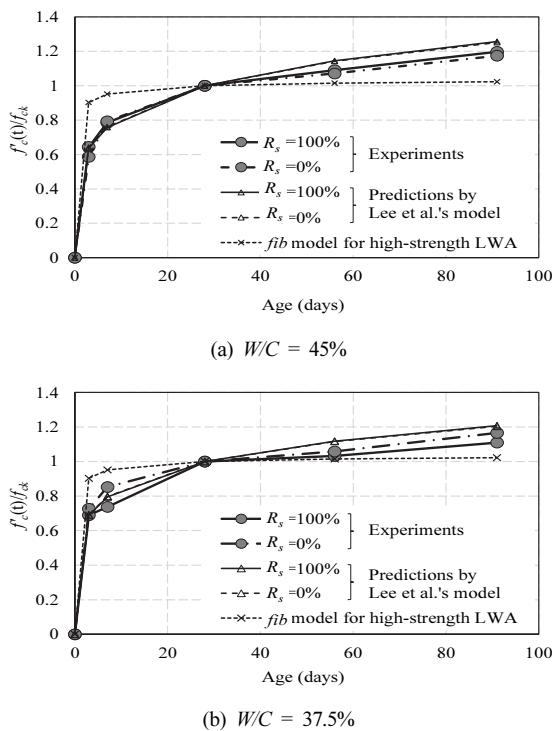 1.4
1.2
1
0.8
0.6
0.4
0.2
0
f'c(t)/fck
Rs =100%
Rs =0%
Experiments
Rs =100%
Rs =0%
Predictions by
Lee et al.'s model
fib model for high-strength LWA
0 20 40 60 80 100
Age (days)
(a) W/C = 45%
1.4
1.2
1
0.8
0.6
0.4
0.2
0
f'c(t)/fck
Rs =100%
Rs =0%
Experiments
Rs =100%
Rs =0%
Predictions by
Lee et al.'s model
fib model for high-strength LWA
0 20 40 60 80 100
Age (days)
(b) W/C = 37.5%